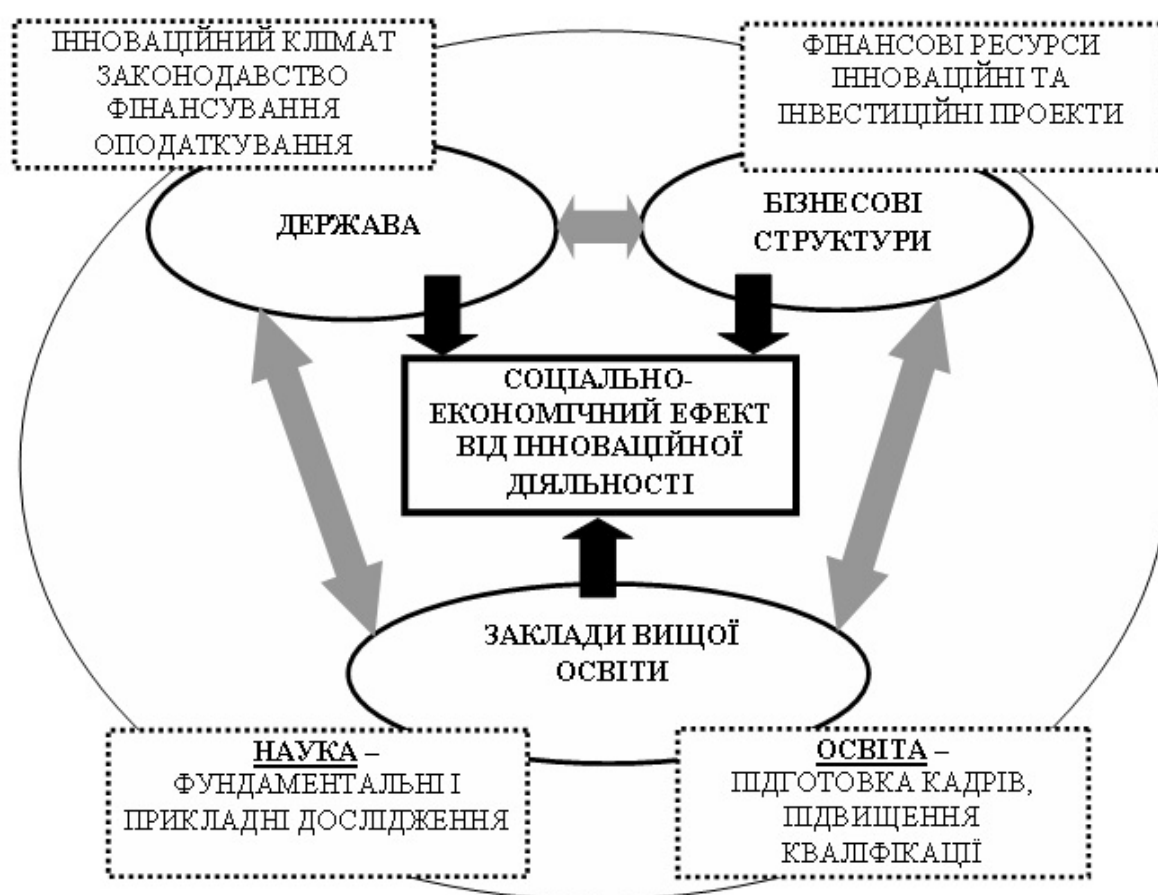 ІННОВАЦІЙНИЙ КЛІМАТ
ЗАКОНОДАВСТВО
ФІНАНСУВАННЯ
ОПОДАТКУВАННЯ
ФІНАНСОВІ РЕСУРСИ
ІННОВАЦІЙНІ ТА
ІНВЕСТИЦІЙНІ ПРОЕКТИ
ДЕРЖАВА
БІЗНЕСОВІ
СТРУКТУРИ
СОЦІАЛЬНО-
ЕКОНОМІЧНИЙ ЕФЕКТ
ВІД ІННОВАЦІЙНОЇ
ДІЯЛЬНОСТІ
ЗАКЛАДИ ВИЩОЇ
ОСВІТИ
НАУКА –
ФУНДАМЕНТАЛЬНІ І
ПРИКЛАДНІ ДОСЛІДЖЕННЯ
ОСВІТА –
ПІДГОТОВКА КАДРІВ,
ПІДВИЩЕННЯ
КВАЛІФІКАЦІЇ